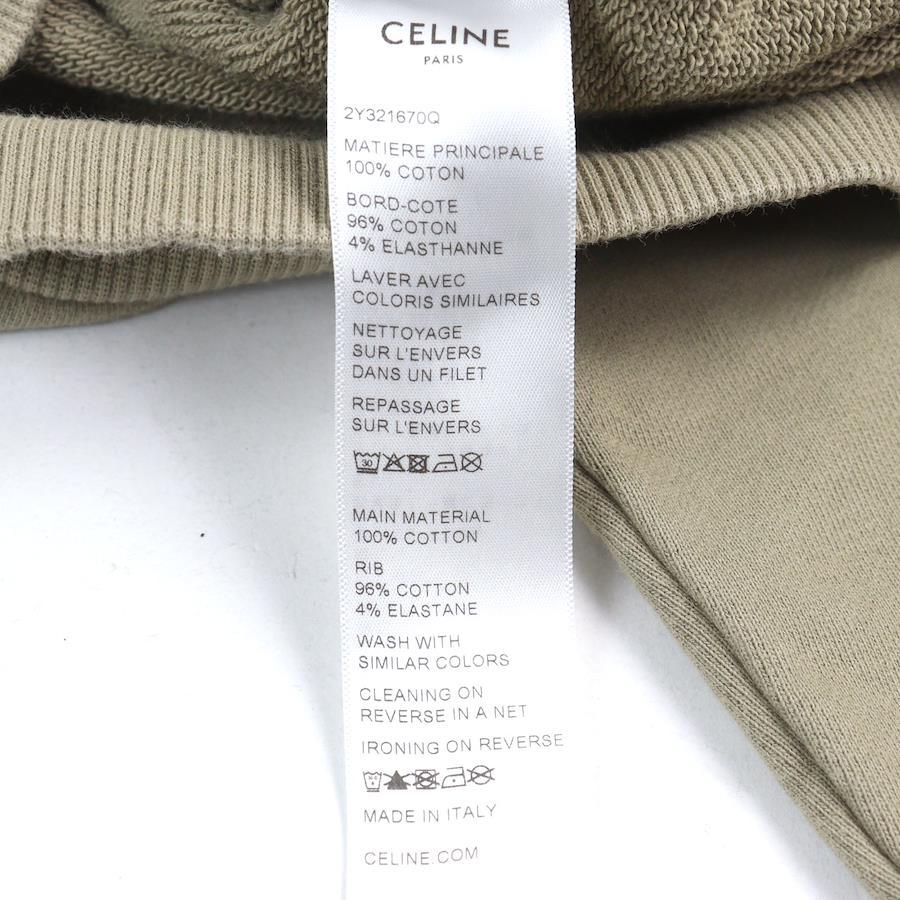 CELINE
PARIS
2Y321670Q
MATIERE PRINCIPALE
100% COTON
BORD-COTE
96% COTON
4% ELASTHANNE
LAVER AVEC
COLORIS SIMILAIRES
NETTOYAGE
SUR L'ENVERS
DANS UN FILET
REPASSAGE
SUR L'ENVERS
30
MAIN MATERIAL
100% COTTON
RIB
96% COTTON
4% ELASTANE
WASH WITH
SIMILAR COLORS
CLEANING ON
REVERSE IN A NET
IRONING ON REVERSE
MADE IN ITALY
CELINE.COM